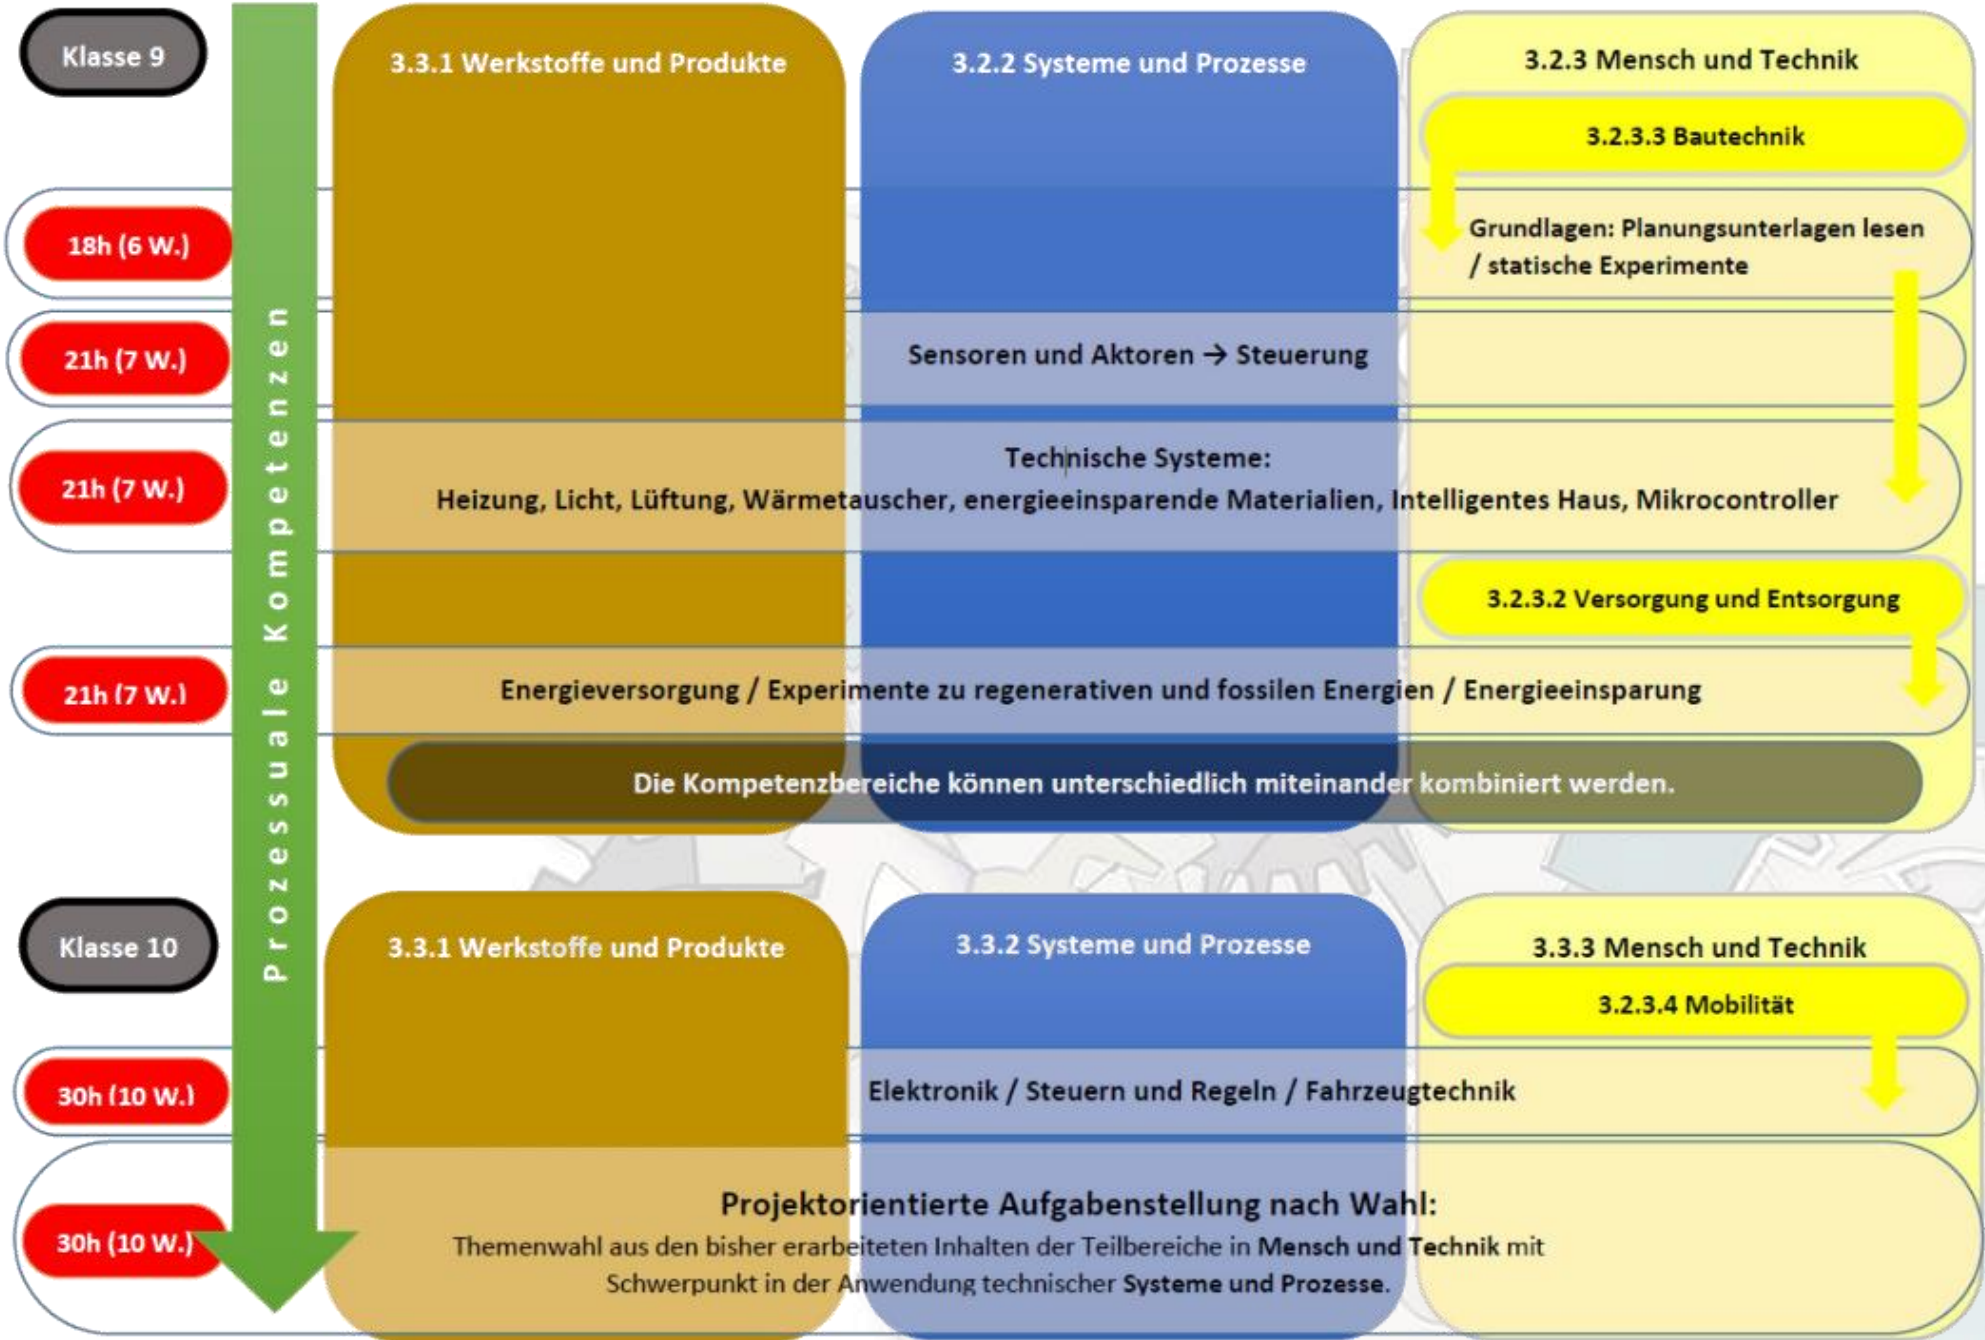 Klasse 9
3.3.1 Werkstoffe und Produkte
3.2.2 Systeme und Prozesse
3.2.3 Mensch und Technik
3.2.3.3 Bautechnik
Prozessuale Kompetenzen
18h (6 W.)
Grundlagen: Planungsunterlagen lesen
/ statische Experimente
21h (7 W.)
Sensoren und Aktoren → Steuerung
21h (7 W.)
Technische Systeme:
Heizung, Licht, Lüftung, Wärmetauscher, energieeinsparende Materialien, Intelligentes Haus, Mikrocontroller
3.2.3.2 Versorgung und Entsorgung
21h (7 W.)
Energieversorgung / Experimente zu regenerativen und fossilen Energien / Energieeinsparung
Die Kompetenzbereiche können unterschiedlich miteinander kombiniert werden.
Klasse 10
3.3.1 Werkstoffe und Produkte
3.3.2 Systeme und Prozesse
3.3.3 Mensch und Technik
3.2.3.4 Mobilität
30h (10 W.)
Elektronik / Steuern und Regeln / Fahrzeugtechnik
30h (10 W.)
Projektorientierte Aufgabenstellung nach Wahl:
Themenwahl aus den bisher erarbeiteten Inhalten der Teilbereiche in Mensch und Technik mit
Schwerpunkt in der Anwendung technischer Systeme und Prozesse.